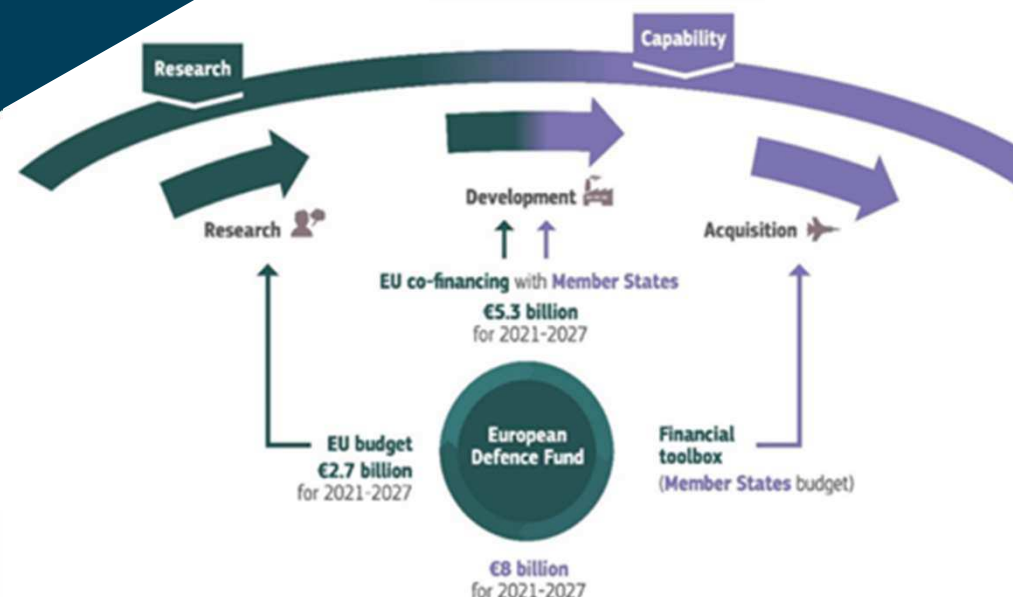 Research
Capability
Research
Development
Acquisition
EU co-financing with Member States
€5.3 billion
for 2021-2027
EU budget
€2.7 billion
for 2021-2027
European
Defence Fund
Financial
toolbox
(Member States budget)
€8 billion
for 2021-2027